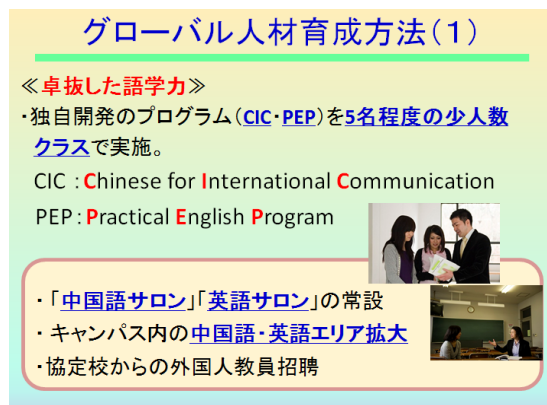 グローバル人材育成方法（１）
≪卓抜した語学力≫
・独自開発のプログラム（CIC・PEP）を5名程度の少人数
クラスで実施。
CIC ：Chinese for International Communication
PEP：Practical English Program
・「中国語サロン」「英語サロン」の常設
・キャンパス内の中国語・英語エリア拡大
・協定校からの外国人教員招聘